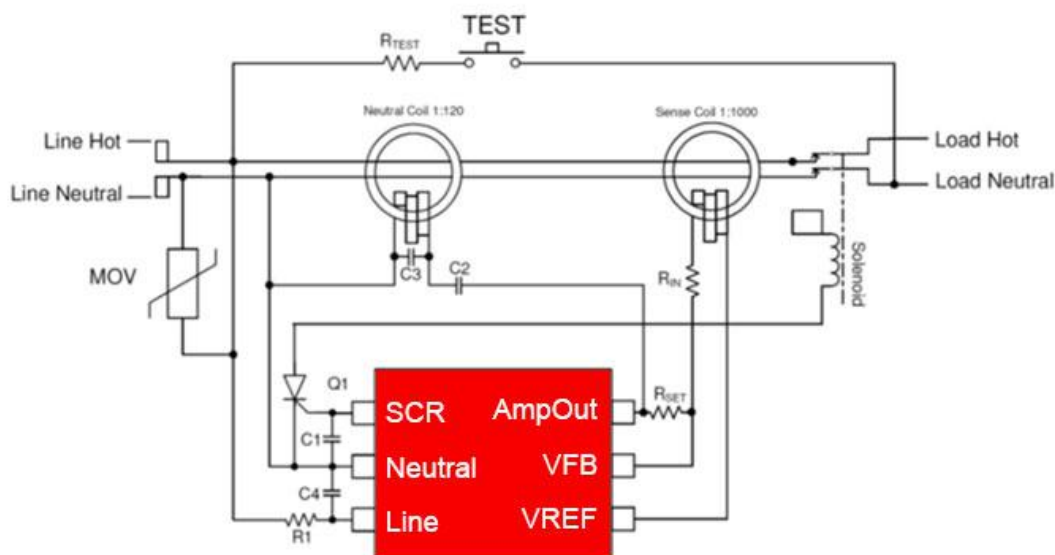 TEST
RTEST
Neutral Coil 1:120
Sense Coil 1:1000
Line Hot
Load Hot
Line Neutral
Load Neutral
MOV
C3
C2
RIN
Solenoid
Q1
SCR
AmpOut
RSET
C1
Neutral
VFB
C4
Line
VREF
R1